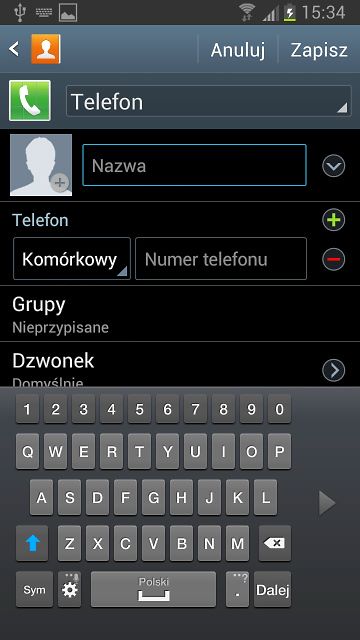 15:34
Anuluj Zapisz
Telefon
Nazwa
Telefon
Komórkowy Numer telefonu
Grupy
Nieprzypisane
Dzwonek
Domyślnie
1 2 3 4 5 6 7 8 9 0
Q W E R T Y U I O P
A S D F G H J K L
Z X C V B N M
Sym Polski . ...? Dalej